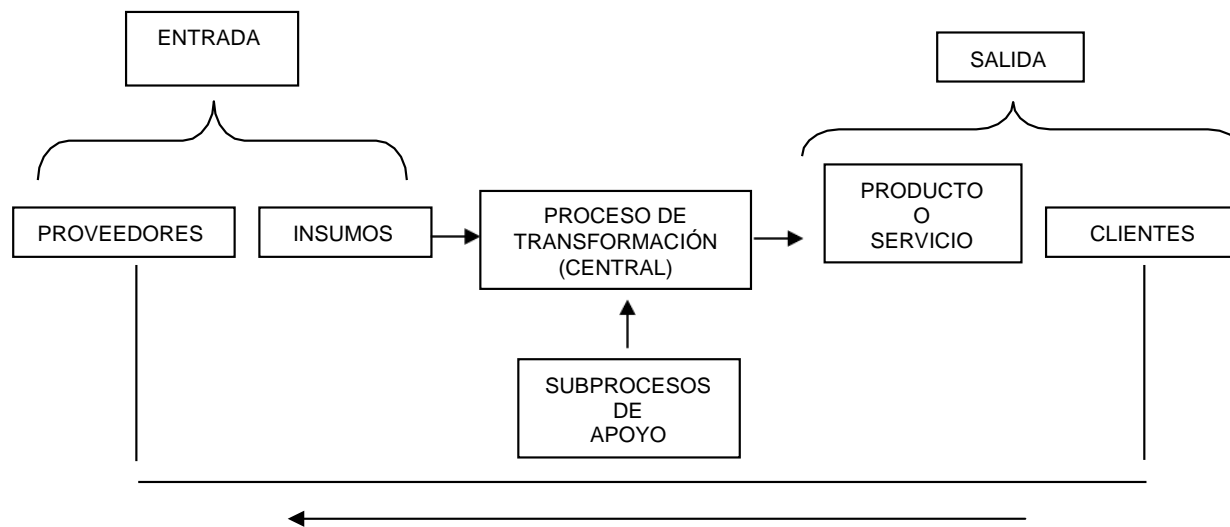 ENTRADA
SALIDA
PROVEEDORES
INSUMOS
PROCESO DE
TRANSFORMACIÓN
(CENTRAL)
PRODUCTO
O
SERVICIO
CLIENTES
SUBPROCESOS
DE
APOYO